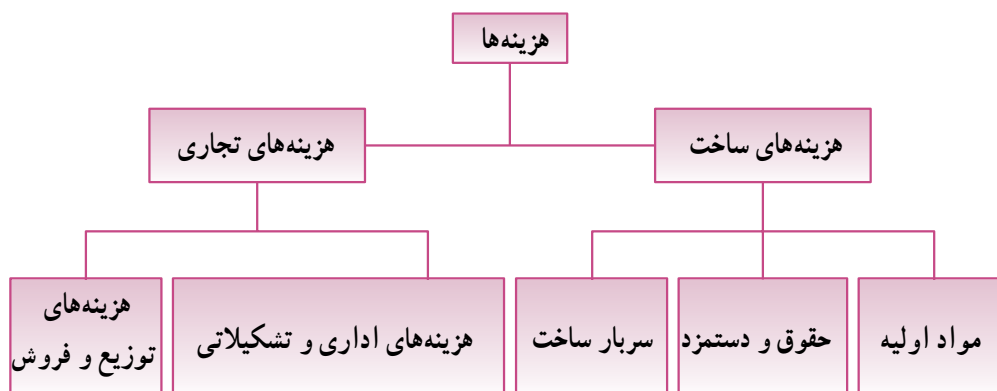 هزینه‌ها
هزینه‌های ساخت
هزینه‌های تجاری
مواد اولیه
حقوق و دستمزد
سربار ساخت
هزینه‌های اداری و تشکیلاتی
هزینه‌های
توزیع و فروش